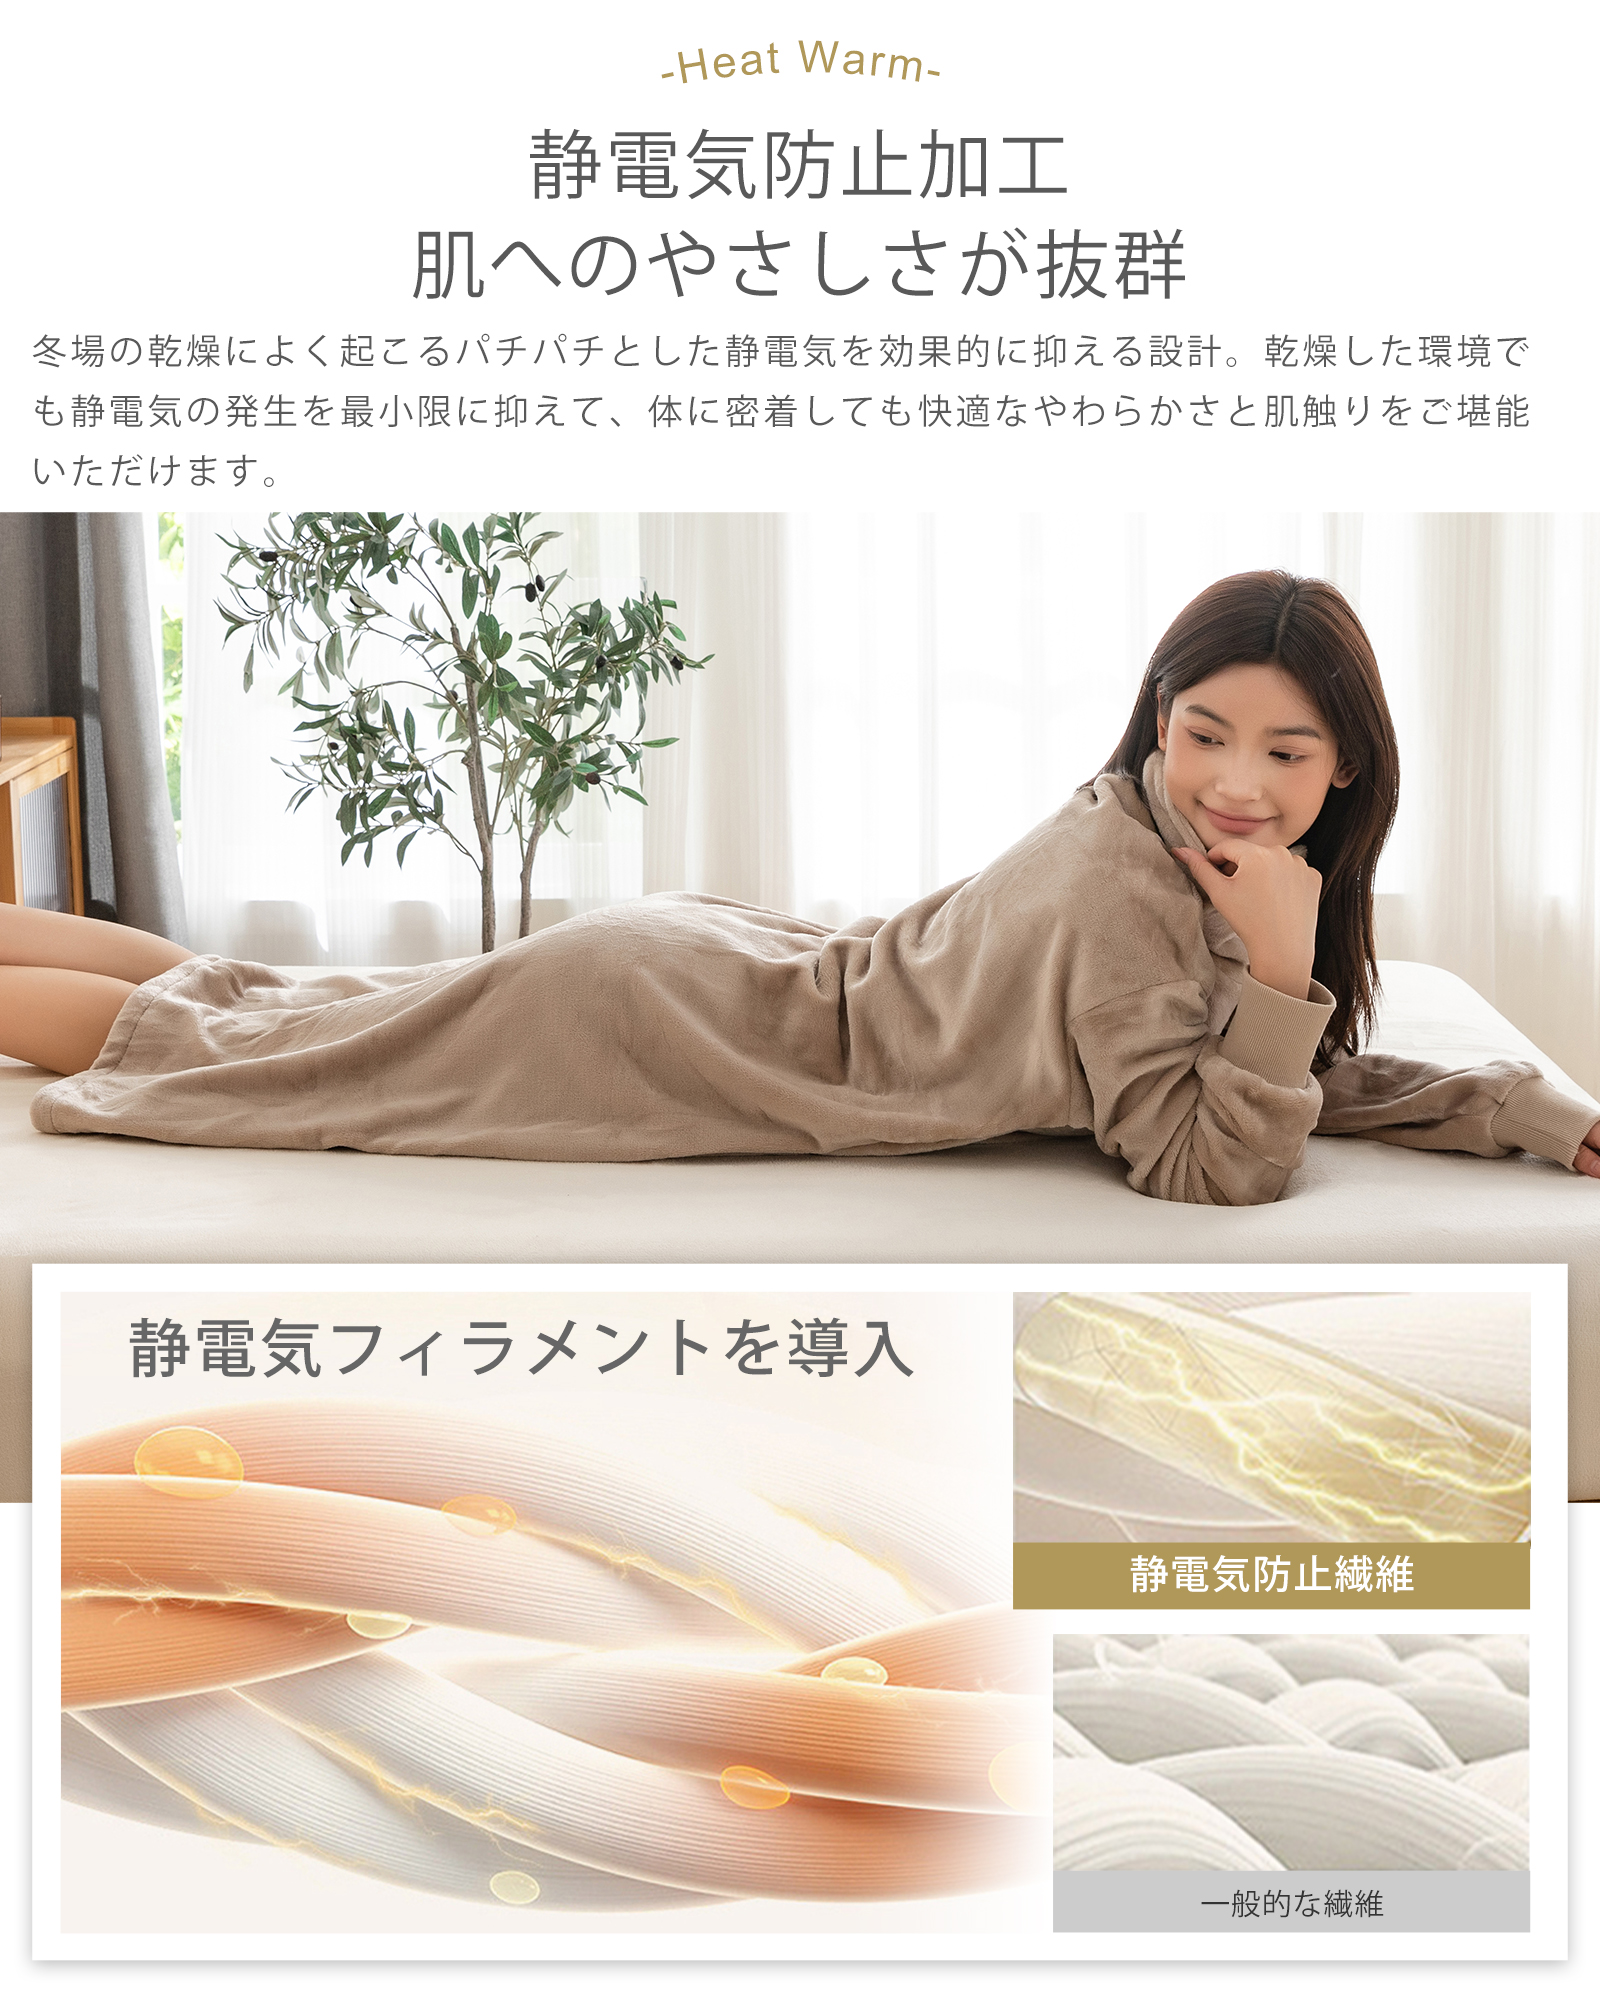 -Heat Warm-
静電気防止加工
肌へのやさしさが抜群
冬場の乾燥によく起こるパチパチとした静電気を効果的に抑える設計。乾燥した環境で
も静電気の発生を最小限に抑えて、体に密着しても快適なやわらかさと肌触りをご堪能
いただけます。
静電気フィラメントを導入
静電気防止繊維
一般的な繊維